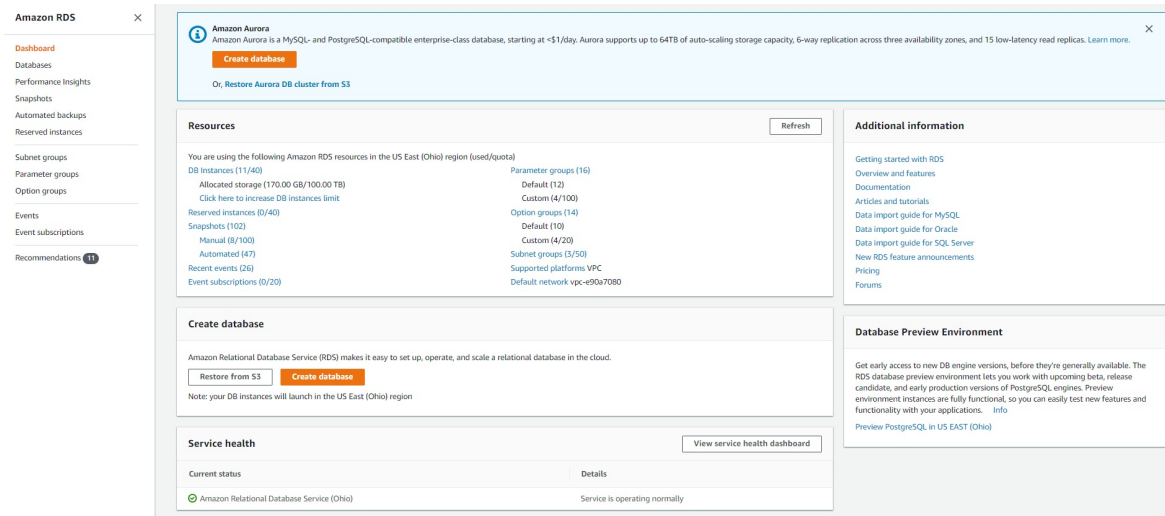 Amazon RDS
Dashboard
Databases
Performance Insights
Snapshots
Automated backups
Reserved instances
Subnet groups
Parameter groups
Option groups
Events
Event subscriptions
Recommendations 11
Amazon Aurora
Amazon Aurora is a MySQL- and PostgreSQL-compatible enterprise-class database, starting at <$1/day. Aurora supports up to 64TB of auto-scaling storage capacity, 6-way replication across three availability zones, and 15 low-latency read replicas. Learn more.
Create database
Or, Restore Aurora DB cluster from S3
Resources
Refresh
You are using the following Amazon RDS resources in the US East (Ohio) region (used/quota)
DB Instances (11/40)
Allocated storage (170.00 GB/100.00 TB)
Click here to increase DB instances limit
Reserved instances (0/40)
Snapshots (102)
Manual (8/100)
Automated (47)
Recent events (26)
Event subscriptions (0/20)
Parameter groups (16)
Default (12)
Custom (4/100)
Option groups (14)
Default (10)
Custom (4/20)
Subnet groups (3/50)
Supported platforms VPC
Default network vpc-e90a7080
Create database
Amazon Relational Database Service (RDS) makes it easy to set up, operate, and scale a relational database in the cloud.
Restore from S3
Create database
Note: your DB instances will launch in the US East (Ohio) region
Service health
View service health dashboard
Current status
Details
Amazon Relational Database Service (Ohio)
Service is operating normally
Additional information
Getting started with RDS
Overview and features
Documentation
Articles and tutorials
Data import guide for MySQL
Data import guide for Oracle
Data import guide for SQL Server
New RDS feature announcements
Pricing
Forums
Database Preview Environment
Get early access to new DB engine versions, before they're generally available. The
RDS database preview environment lets you work with upcoming beta, release
candidate, and early production versions of PostgreSQL engines. Preview
environment instances are fully functional, so you can easily test new features and
functionality with your applications. Info
Preview PostgreSQL in US EAST (Ohio)